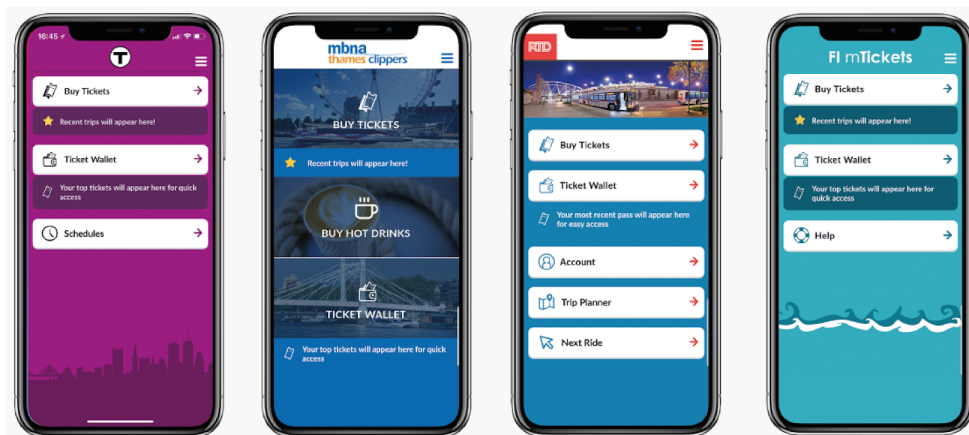 16:45
T
Buy Tickets
Recent trips will appear here!
Ticket Wallet
Your top tickets will appear here for quick
access
Schedules
mbna
thames clippers
BUY TICKETS
Recent trips will appear here!
BUY HOT DRINKS
TICKET WALLET
Your top tickets will appear here for quick
access
RTD
Buy Tickets
Ticket Wallet
Your most recent pass will appear here
for easy access
Account
Trip Planner
Next Ride
FI mTickets
Buy Tickets
Recent trips will appear here!
Ticket Wallet
Your top tickets will appear here for
quick access
Help